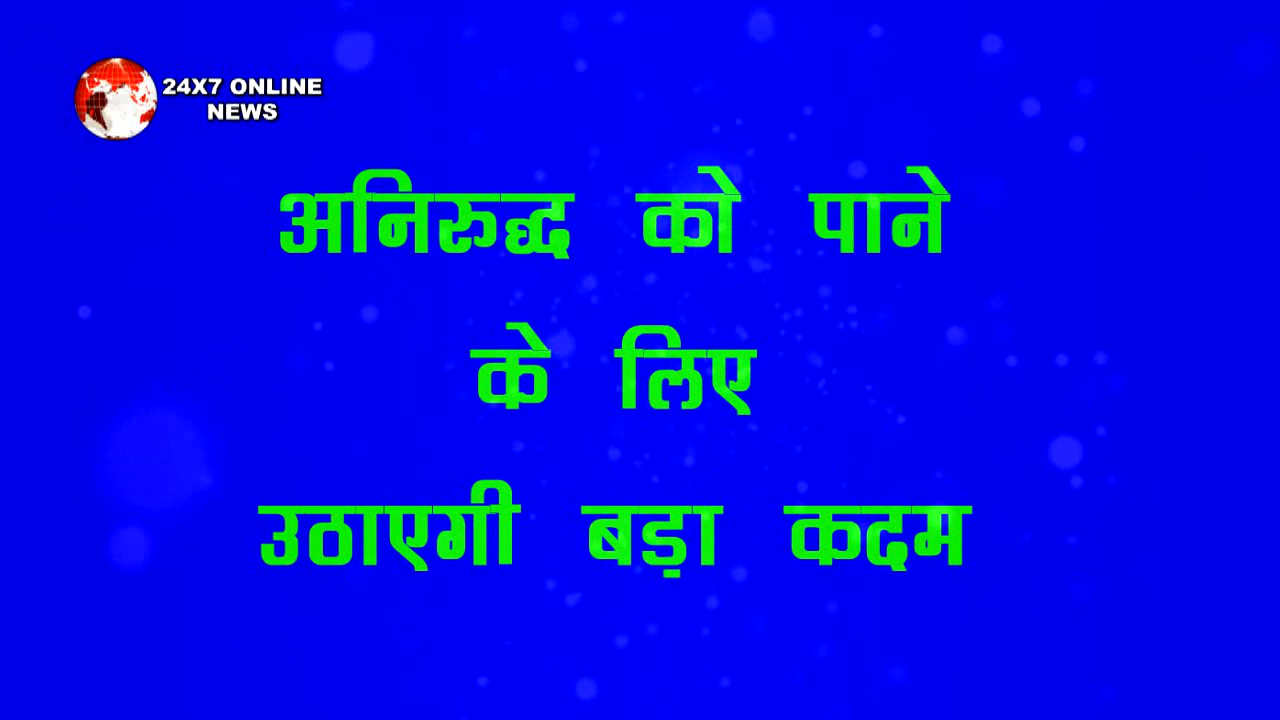 24X7 ONLINE
NEWS
अनिरुद्ध को पाने
के लिए
उठाएगी बड़ा कदम